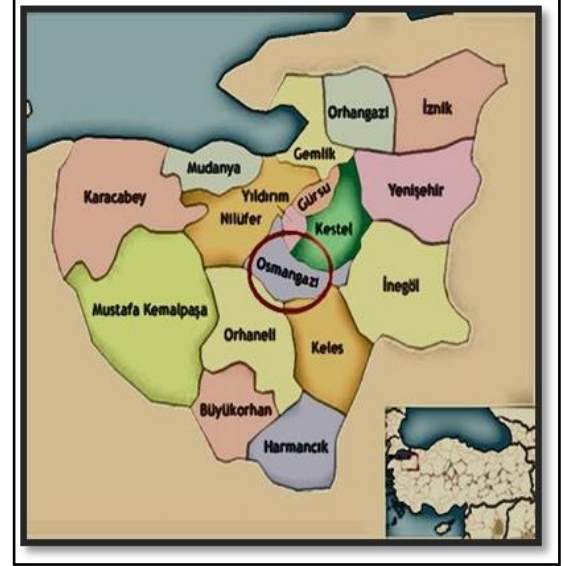 Orhangazi
İznik
Gemlik
Mudanya
Karacabey
Yıldırım
Gürsu
Yenişehir
Nilüfer
Kestel
Osmangazi
İnegöl
Mustafa Kemalpaşa
Orhaneli
Keles
Büyükorhan
Harmancık